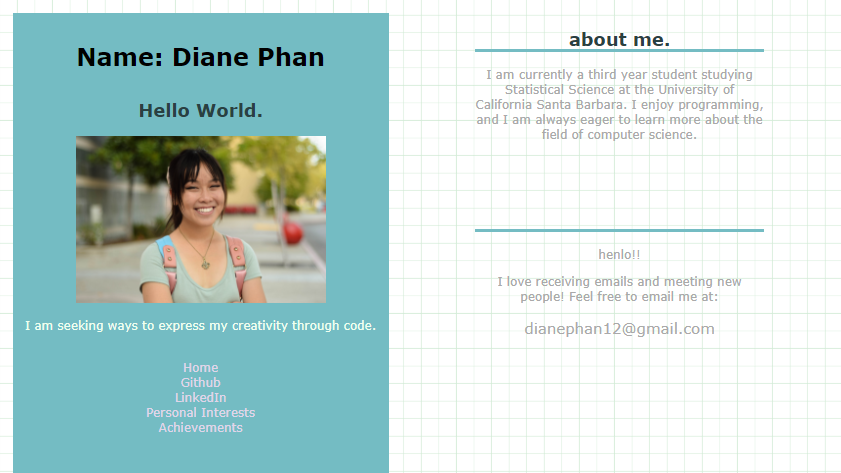 Name: Diane Phan
Hello World.
I am seeking ways to express my creativity through code.
Home
Github
LinkedIn
Personal Interests
Achievements
about me.
I am currently a third year student studying
Statistical Science at the University of
California Santa Barbara. I enjoy programming,
and I am always eager to learn more about the
field of computer science.
henlo!!
I love receiving emails and meeting new
people! Feel free to email me at:
dianephan12@gmail.com